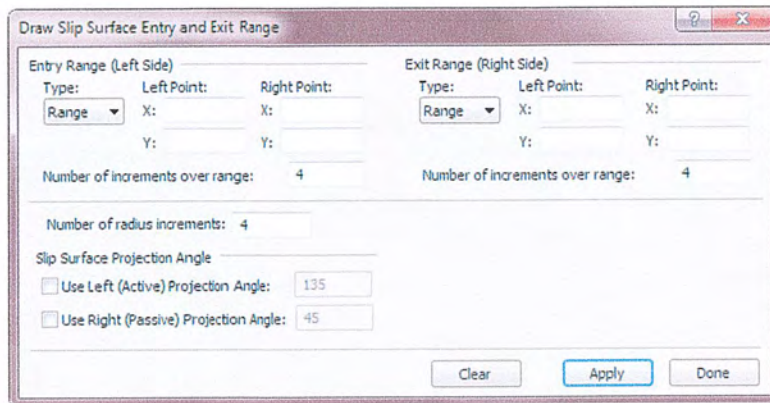 Draw Slip Surface Entry and Exit Range
Entry Range (Left Side)
Type: Left Point: Right Point:
Range X: X:
Y: Y:
Number of increments over range: 4
Exit Range (Right Side)
Type: Left Point: Right Point:
Range X: X:
Y: Y:
Number of increments over range: 4
Number of radius increments: 4
Slip Surface Projection Angle
Use Left (Active) Projection Angle: 135
Use Right (Passive) Projection Angle: 45
Clear Apply Done